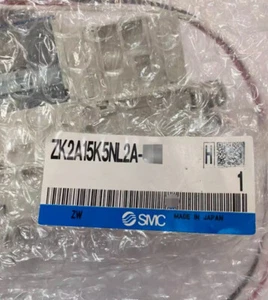 ZK2A15K5NL2A-
H
1
ZW SMC MADE IN JAPAN